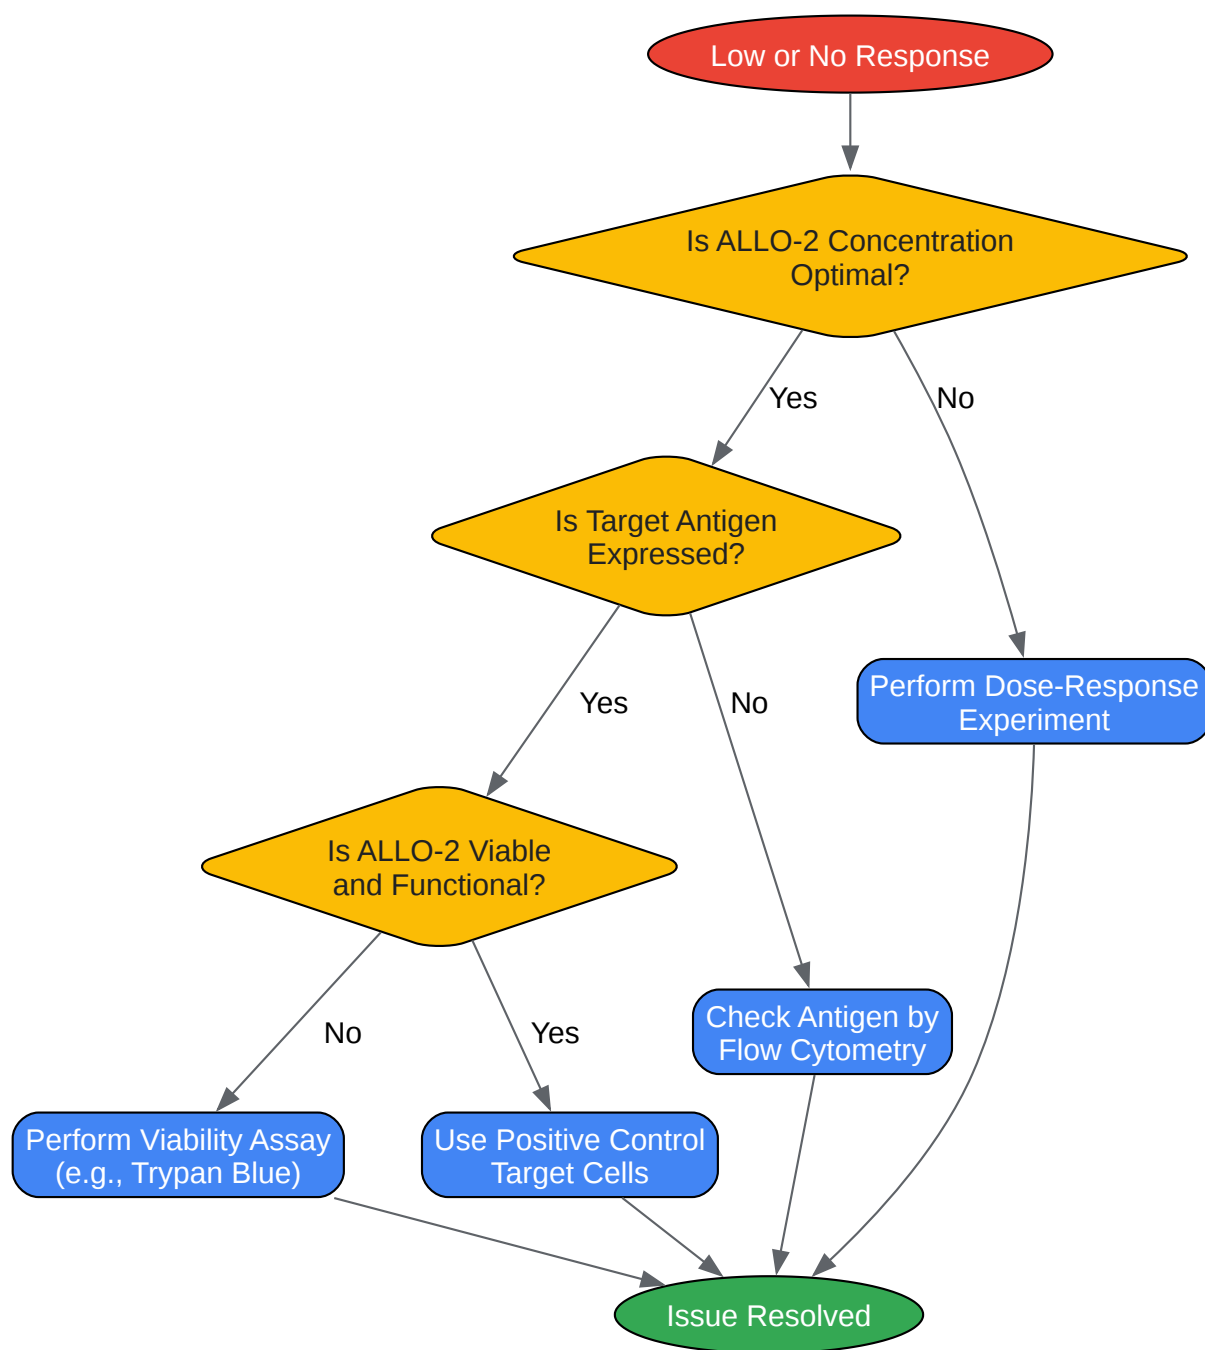 Low or No Response
Is ALLO-2 Concentration
Optimal?
Yes
No
Is Target Antigen
Expressed?
Perform Dose-Response
Experiment
Yes
No
Is ALLO-2 Viable
and Functional?
Check Antigen by
Flow Cytometry
No
Yes
Perform Viability Assay
(e.g., Trypan Blue)
Use Positive Control
Target Cells
Issue Resolved